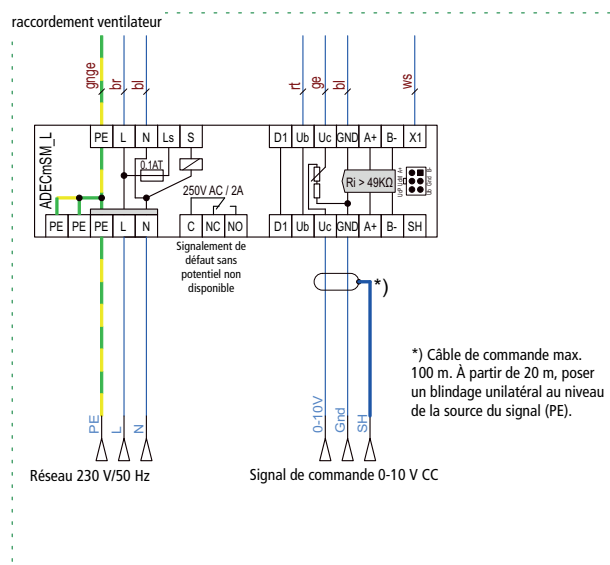 raccordement ventilateur
gnge br bl rt ge bl ws
PE L N Ls S D1 Ub Uc GND A+ B- X1
ADECmSM_L
0.1AT
250V AC / 2A
Ri > 49KΩ
A+ B-
UdM Gnd
UcP Ub
PE PE PE L N C NC NO D1 Ub Uc GND A+ B- SH
Signalement de
défaut sans
potentiel non
disponible
*)
*) Câble de commande max.
100 m. À partir de 20 m, poser
un blindage unilatéral au niveau
de la source du signal (PE).
PE L N 0-10V Gnd SH
Réseau 230 V/50 Hz
Signal de commande 0-10 V CC